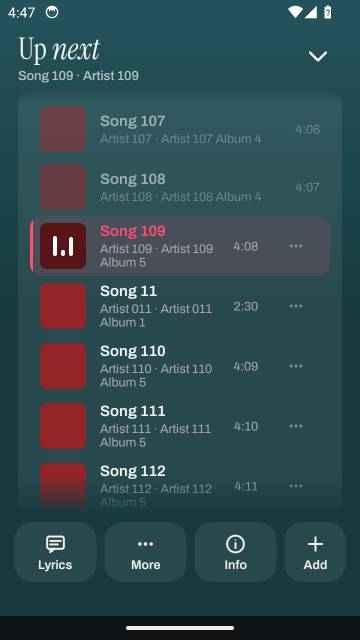 4:47
Up next
Song 109 · Artist 109
Song 107
Artist 107 · Artist 107 Album 4
4:06
Song 108
Artist 108 · Artist 108 Album 4
4:07
Song 109
Artist 109 · Artist 109
Album 5
4:08
Song 11
Artist 011 · Artist 011
Album 1
2:30
Song 110
Artist 110 · Artist 110
Album 5
4:09
Song 111
Artist 111 · Artist 111
Album 5
4:10
Song 112
Artist 112 · Artist 112
Album 5
4:11
Lyrics
More
Info
Add